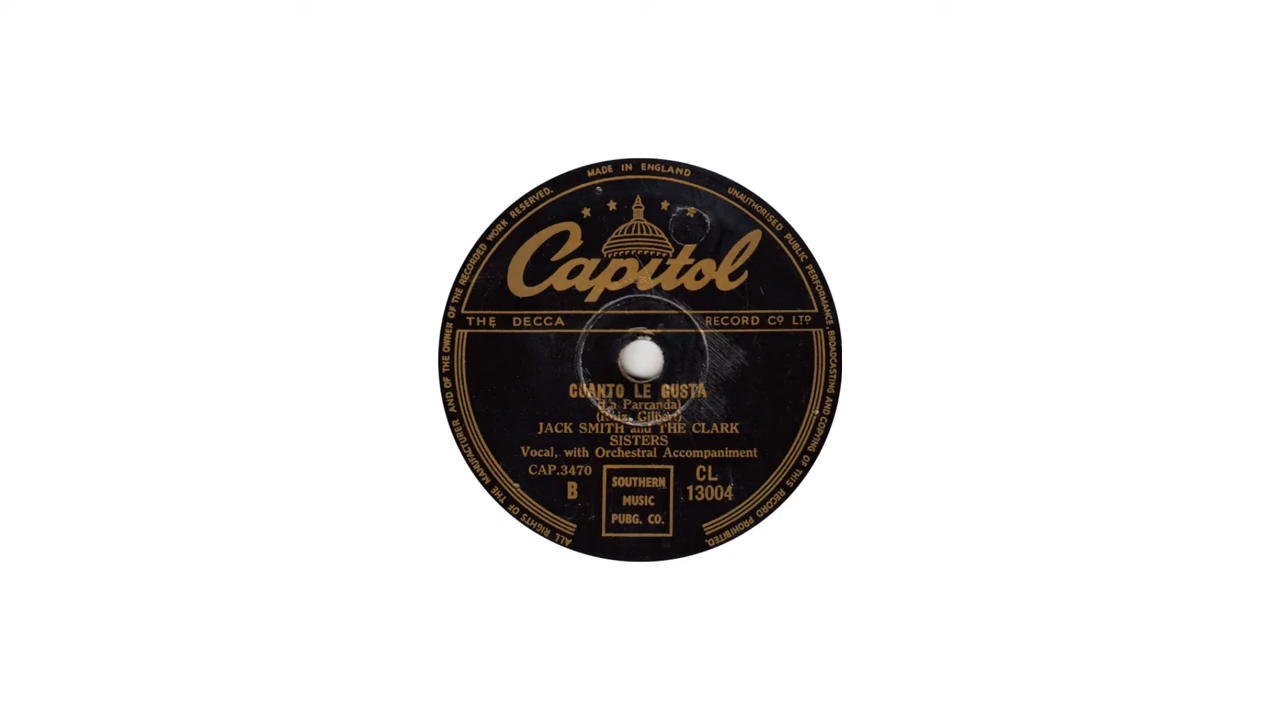 MADE IN ENGLAND
UNAUTHORISED PUBLIC PERFORMANCE, BROADCASTING AND COPYING OF THIS RECORD PROHIBITED.
ALL RIGHTS OF THE MANUFACTURER AND OF THE OWNER OF THE RECORDED WORK RESERVED.
Capitol
THE DECCA RECORD CO LTD
CUANTO LE GUSTA
(La Parranda)
(Ruiz, Gilbert)
JACK SMITH and THE CLARK
SISTERS
Vocal, with Orchestral Accompaniment
CAP.3470
B
SOUTHERN
MUSIC
PUBG. CO.
CL
13004